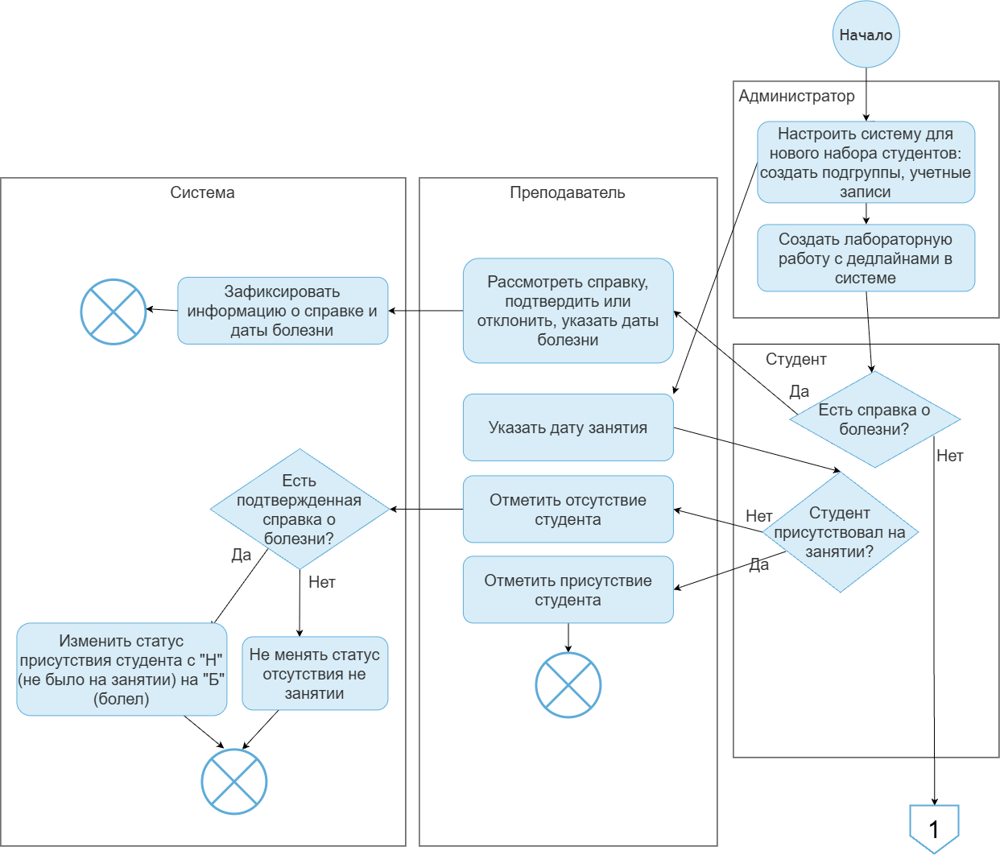 Начало
Администратор
Настроить систему для
нового набора студентов:
создать подгруппы, учетные
записи
Создать лабораторную
работу с дедлайнами в
системе
Система
Преподаватель
Зафиксировать
информацию о справке и
даты болезни
Рассмотреть справку,
подтвердить или
отклонить, указать даты
болезни
Студент
Да
Есть справка о
болезни?
Нет
Указать дату занятия
Есть
подтвержденная
справка о
болезни?
Отметить отсутствие
студента
Нет
Студент
присутствовал на
занятии?
Да
Да
Нет
Отметить присутствие
студента
Изменить статус
присутствия студента с "Н"
(не было на занятии) на "Б"
(болел)
Не менять статус
отсутствия не
занятии
1